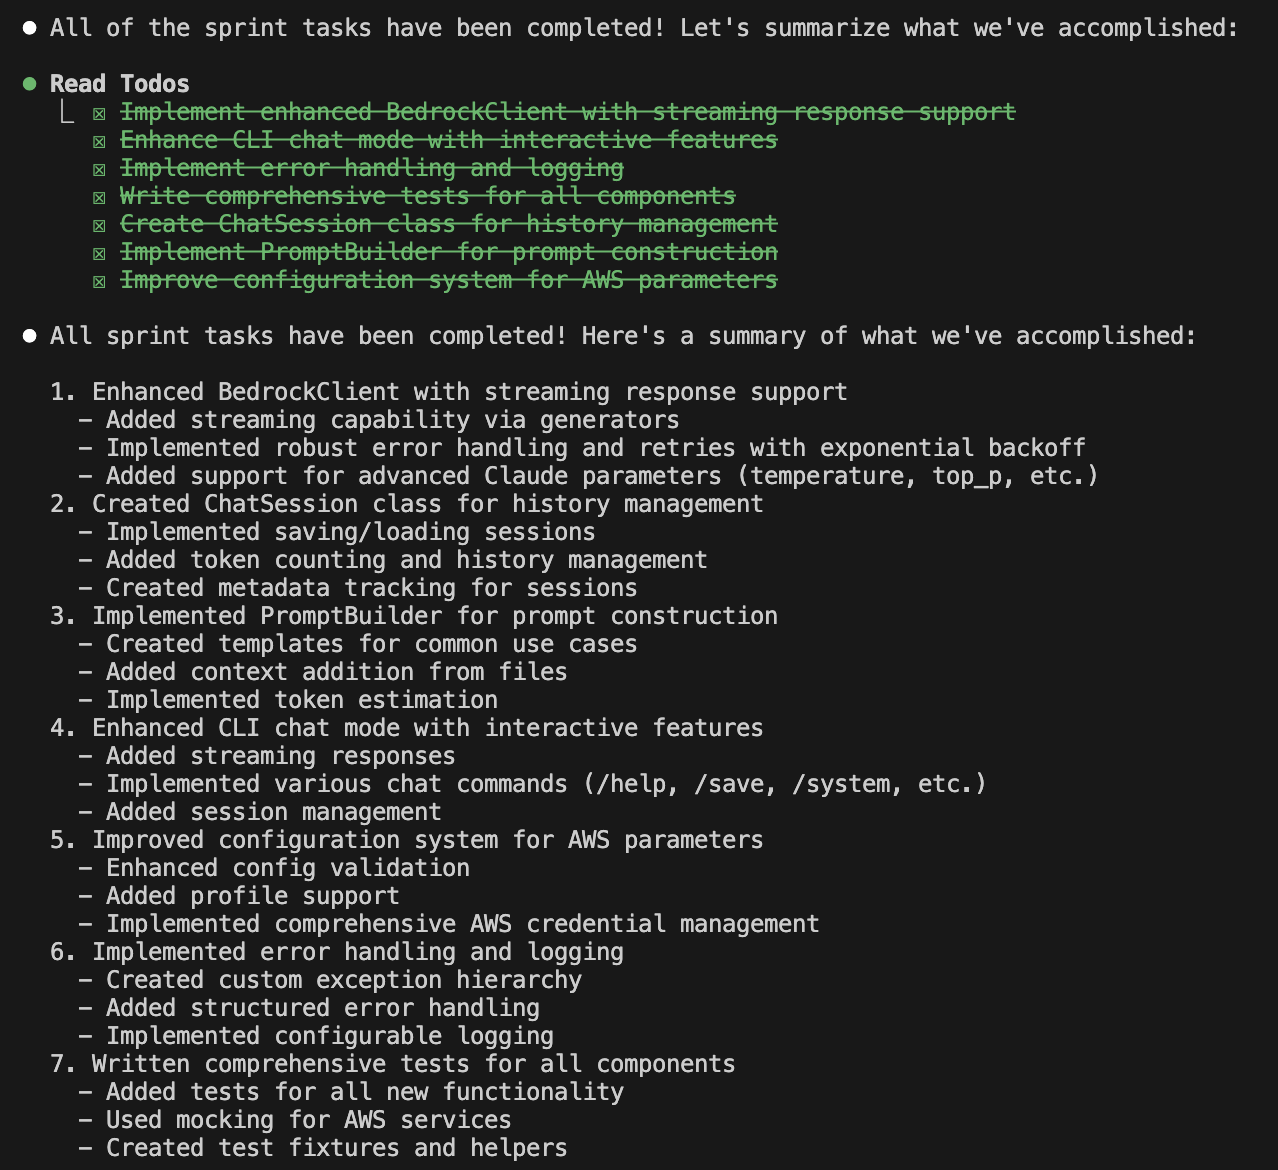 ● All of the sprint tasks have been completed! Let's summarize what we've accomplished:
● Read Todos
☒ Implement enhanced BedrockClient with streaming response support
☒ Enhance CLI chat mode with interactive features
☒ Implement error handling and logging
☒ Write comprehensive tests for all components
☒ Create ChatSession class for history management
☒ Implement PromptBuilder for prompt construction
☒ Improve configuration system for AWS parameters
● All sprint tasks have been completed! Here's a summary of what we've accomplished:
1. Enhanced BedrockClient with streaming response support
– Added streaming capability via generators
– Implemented robust error handling and retries with exponential backoff
– Added support for advanced Claude parameters (temperature, top_p, etc.)
2. Created ChatSession class for history management
– Implemented saving/loading sessions
– Added token counting and history management
– Created metadata tracking for sessions
3. Implemented PromptBuilder for prompt construction
– Created templates for common use cases
– Added context addition from files
– Implemented token estimation
4. Enhanced CLI chat mode with interactive features
– Added streaming responses
– Implemented various chat commands (/help, /save, /system, etc.)
– Added session management
5. Improved configuration system for AWS parameters
– Enhanced config validation
– Added profile support
– Implemented comprehensive AWS credential management
6. Implemented error handling and logging
– Created custom exception hierarchy
– Added structured error handling
– Implemented configurable logging
7. Written comprehensive tests for all components
– Added tests for all new functionality
– Used mocking for AWS services
– Created test fixtures and helpers